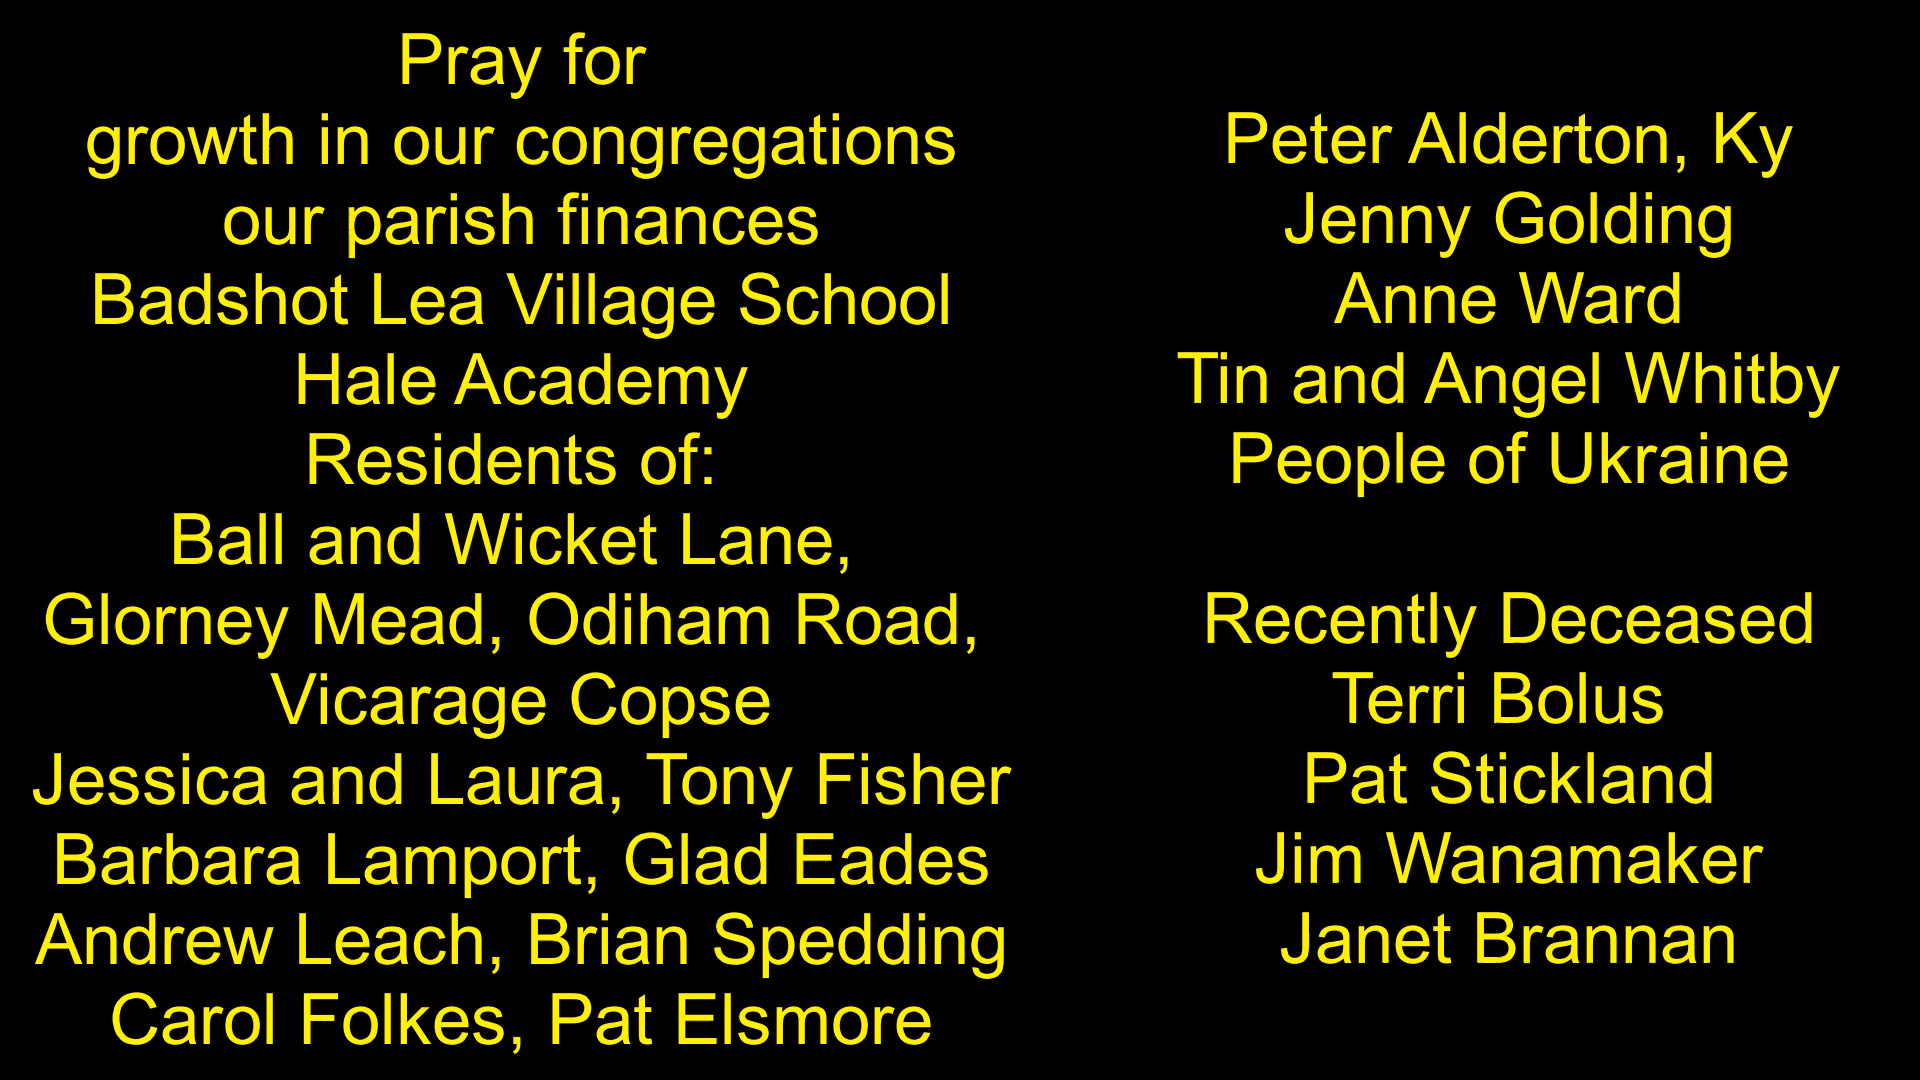 Pray for
growth in our congregations
our parish finances
Badshot Lea Village School
Hale Academy
Residents of:
Ball and Wicket Lane,
Glorney Mead, Odiham Road,
Vicarage Copse
Jessica and Laura, Tony Fisher
Barbara Lamport, Glad Eades
Andrew Leach, Brian Spedding
Carol Folkes, Pat Elsmore
Peter Alderton, Ky
Jenny Golding
Anne Ward
Tin and Angel Whitby
People of Ukraine
Recently Deceased
Terri Bolus
Pat Stickland
Jim Wanamaker
Janet Brannan